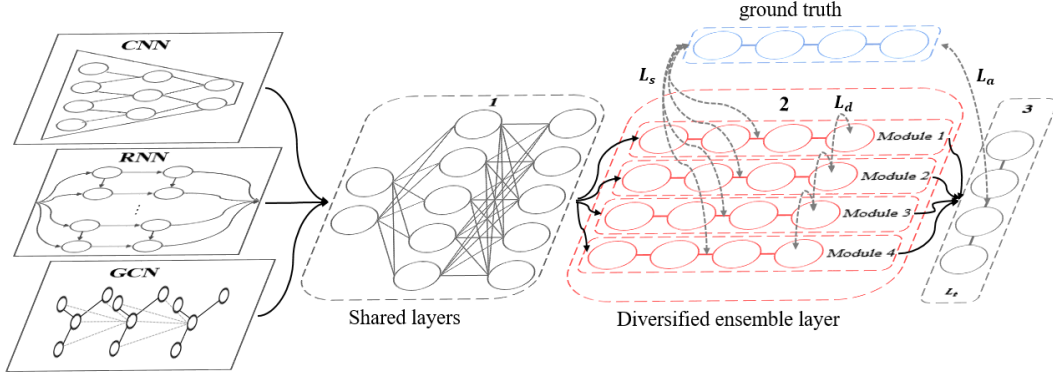 ground truth
CNN
L_s
L_a
1
2
L_d
3
Module 1
RNN
Module 2
Module 3
Module 4
GCN
L_t
Shared layers
Diversified ensemble layer